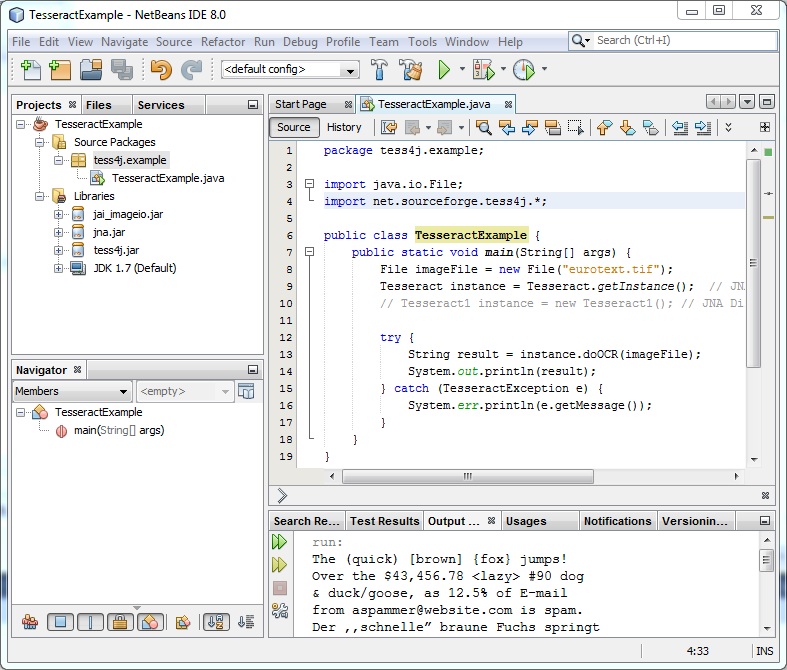 TesseractExample - NetBeans IDE 8.0
File Edit View Navigate Source Refactor Run Debug Profile Team Tools Window Help
Search (Ctrl+I)
<default config>
Projects Files Services
TesseractExample
Source Packages
tess4j.example
TesseractExample.java
Libraries
jai_imageio.jar
jna.jar
tess4j.jar
JDK 1.7 (Default)
Navigator
Members <empty>
TesseractExample
main(String[] args)
Start Page TesseractExample.java
Source History
1 package tess4j.example;
2
3 import java.io.File;
4 import net.sourceforge.tess4j.*;
5
6 public class TesseractExample {
7 public static void main(String[] args) {
8 File imageFile = new File("eurotext.tif");
9 Tesseract instance = Tesseract.getInstance(); // JNA
10 // Tesseract1 instance = new Tesseract1(); // JNA Di
11
12 try {
13 String result = instance.doOCR(imageFile);
14 System.out.println(result);
15 } catch (TesseractException e) {
16 System.err.println(e.getMessage());
17 }
18 }
19 }
Search Re... Test Results Output ... Usages Notifications Versionin...
run:
The (quick) [brown] {fox} jumps!
Over the $43,456.78 <lazy> #90 dog
& duck/goose, as 12.5% of E-mail
from aspammer@website.com is spam.
Der ,,schnelle” braune Fuchs springt
4:33 INS